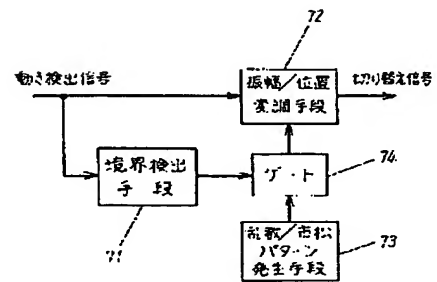 72
動き検出信号
振幅/位置
変調手段
切り替え信号
境界検出
手段
ゲート
74
71
乱数/市松
パターン
発生手段
73